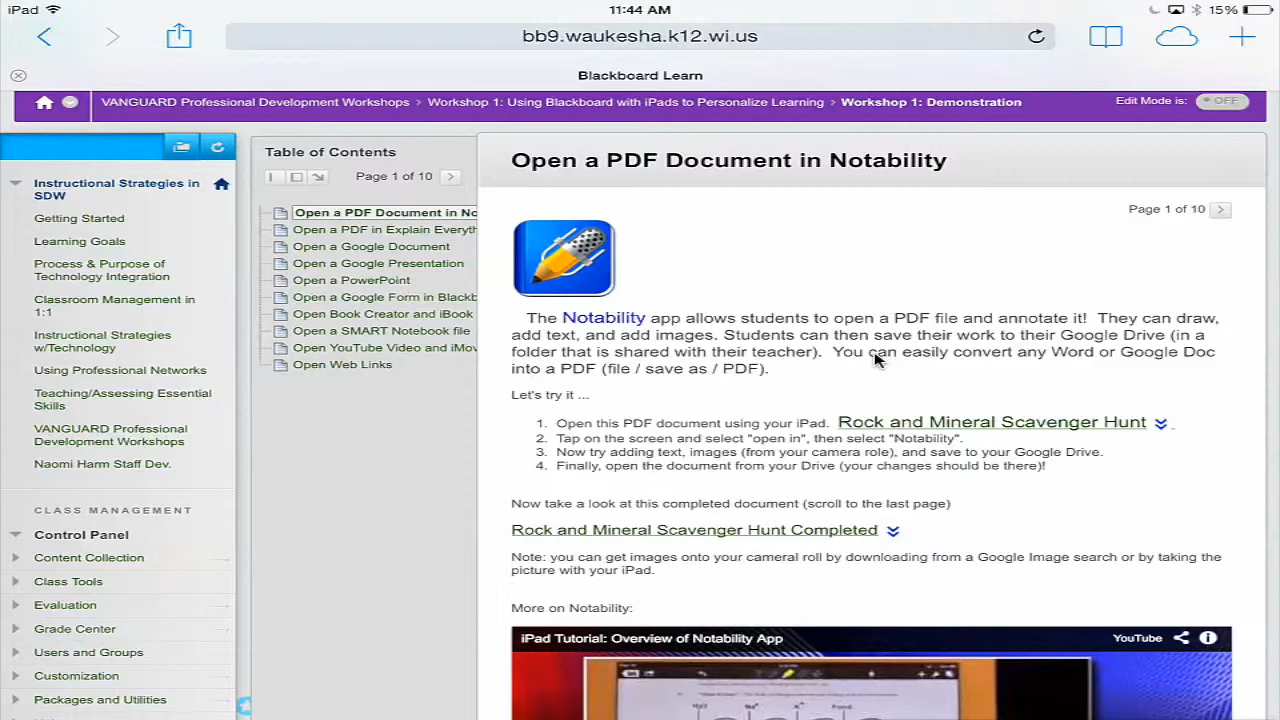 iPad
11:44 AM
15%
bb9.waukesha.k12.wi.us
Blackboard Learn
VANGUARD Professional Development Workshops > Workshop 1: Using Blackboard with iPads to Personalize Learning > Workshop 1: Demonstration
Edit Mode is:
OFF
Instructional Strategies in
SDW
Getting Started
Learning Goals
Process & Purpose of
Technology Integration
Classroom Management in
1:1
Instructional Strategies
w/Technology
Using Professional Networks
Teaching/Assessing Essential
Skills
VANGUARD Professional
Development Workshops
Naomi Harm Staff Dev.
CLASS MANAGEMENT
Control Panel
Content Collection
Class Tools
Evaluation
Grade Center
Users and Groups
Customization
Packages and Utilities
Table of Contents
Page 1 of 10 >
Open a PDF Document in No
Open a PDF in Explain Everyth
Open a Google Document
Open a Google Presentation
Open a PowerPoint
Open a Google Form in Blackb
Open Book Creator and iBook
Open a SMART Notebook file
Open YouTube Video and iMov
Open Web Links
Open a PDF Document in Notability
Page 1 of 10 >
The Notability app allows students to open a PDF file and annotate it! They can draw,
add text, and add images. Students can then save their work to their Google Drive (in a
folder that is shared with their teacher). You can easily convert any Word or Google Doc
into a PDF (file / save as / PDF).
Let's try it ...
1. Open this PDF document using your iPad. Rock and Mineral Scavenger Hunt
2. Tap on the screen and select "open in", then select "Notability".
3. Now try adding text, images (from your camera role), and save to your Google Drive.
4. Finally, open the document from your Drive (your changes should be there)!
Now take a look at this completed document (scroll to the last page)
Rock and Mineral Scavenger Hunt Completed
Note: you can get images onto your cameral roll by downloading from a Google Image search or by taking the
picture with your iPad.
More on Notability:
iPad Tutorial: Overview of Notability App
YouTube